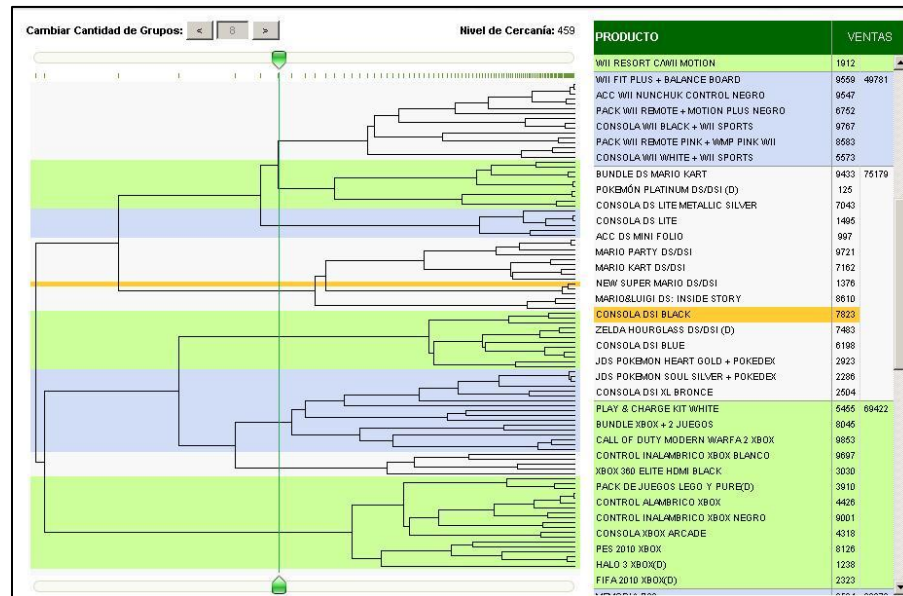 Cambiar Cantidad de Grupos: < 8 > Nivel de Cercanía: 459
PRODUCTO VENTAS
WII RESORT C/WII MOTION 1912
WII FIT PLUS + BALANCE BOARD 9559 49781
ACC WII NUNCHUK CONTROL NEGRO 9547
PACK WII REMOTE + MOTION PLUS NEGRO 6752
CONSOLA WII BLACK + WII SPORTS 9767
PACK WII REMOTE PINK + WMP PINK WII 8583
CONSOLA WII WHITE + WII SPORTS 5573
BUNDLE DS MARIO KART 9433 75179
POKEMÓN PLATINUM DS/DSI (D) 125
CONSOLA DS LITE METALLIC SILVER 7043
CONSOLA DS LITE 1495
ACC DS MINI FOLIO 997
MARIO PARTY DS/DSI 9721
MARIO KART DS/DSI 7162
NEW SUPER MARIO DS/DSI 1376
MARIO&LUIGI DS: INSIDE STORY 8610
CONSOLA DSI BLACK 7823
ZELDA HOURGLASS DS/DSI (D) 7483
CONSOLA DSI BLUE 6198
JDS POKEMON HEART GOLD + POKEDEX 2923
JDS POKEMON SOUL SILVER + POKEDEX 2286
CONSOLA DSI XL BRONCE 2504
PLAY & CHARGE KIT WHITE 5455 69422
BUNDLE XBOX + 2 JUEGOS 8045
CALL OF DUTY MODERN WARFA 2 XBOX 9853
CONTROL INALAMBRICO XBOX BLANCO 9697
XBOX 360 ELITE HDMI BLACK 3030
PACK DE JUEGOS LEGO Y PURE(D) 3910
CONTROL ALAMBRICO XBOX 4426
CONTROL INALAMBRICO XBOX NEGRO 9001
CONSOLA XBOX ARCADE 4318
PES 2010 XBOX 8126
HALO 3 XBOX(D) 1238
FIFA 2010 XBOX(D) 2323